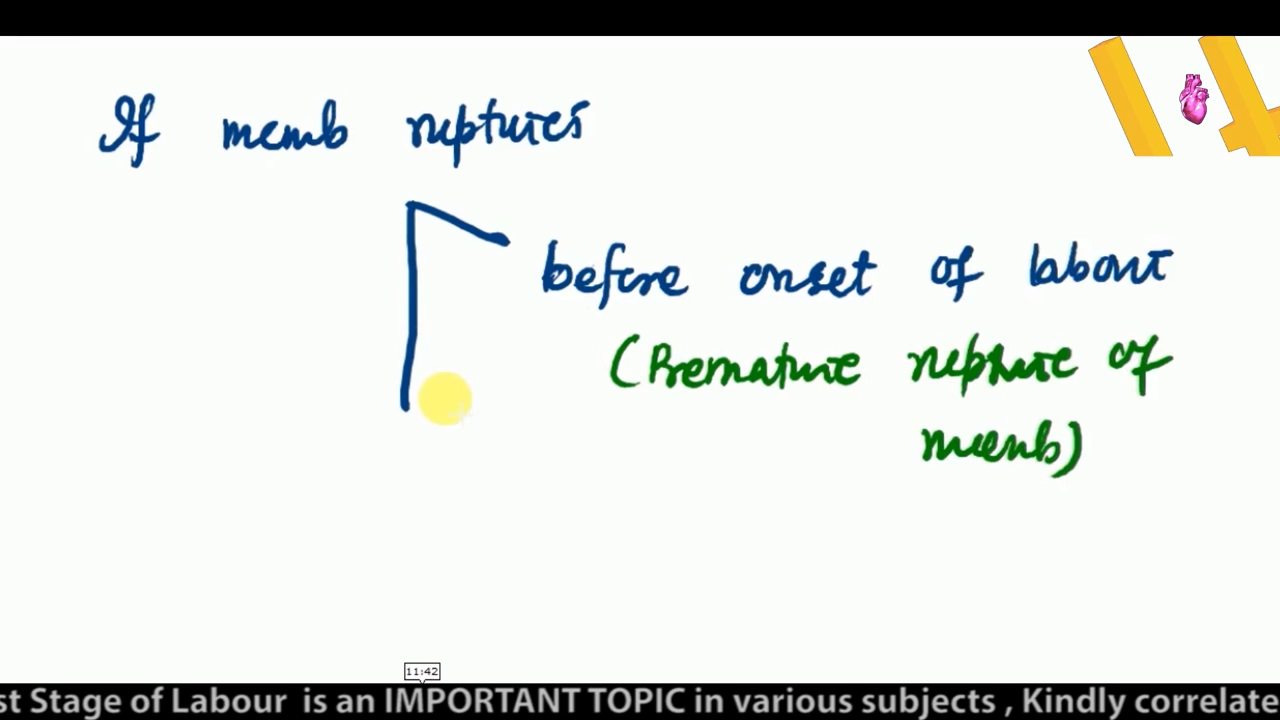 If memb ruptures
before onset of labour
(Premature rupture of
memb)
11:42
st Stage of Labour is an IMPORTANT TOPIC in various subjects , Kindly correlate